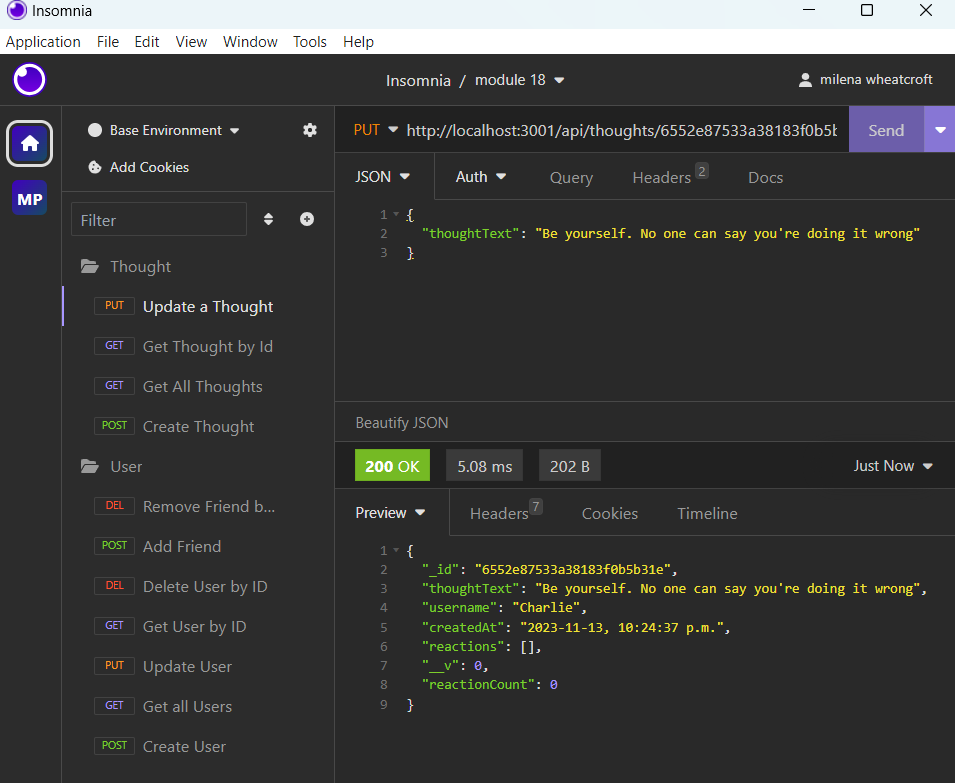 Insomnia
Application File Edit View Window Tools Help
Insomnia / module 18
milena wheatcroft
MP
Base Environment
Add Cookies
Filter
Thought
PUT Update a Thought
GET Get Thought by Id
GET Get All Thoughts
POST Create Thought
User
DEL Remove Friend b...
POST Add Friend
DEL Delete User by ID
GET Get User by ID
PUT Update User
GET Get all Users
POST Create User
PUT http://localhost:3001/api/thoughts/6552e87533a38183f0b5b Send
JSON Auth Query Headers 2 Docs
1 {
2 "thoughtText": "Be yourself. No one can say you're doing it wrong"
3 }
Beautify JSON
200 OK 5.08 ms 202 B Just Now
Preview Headers 7 Cookies Timeline
1 {
2 "_id": "6552e87533a38183f0b5b31e",
3 "thoughtText": "Be yourself. No one can say you're doing it wrong",
4 "username": "Charlie",
5 "createdAt": "2023-11-13, 10:24:37 p.m.",
6 "reactions": [],
7 "__v": 0,
8 "reactionCount": 0
9 }